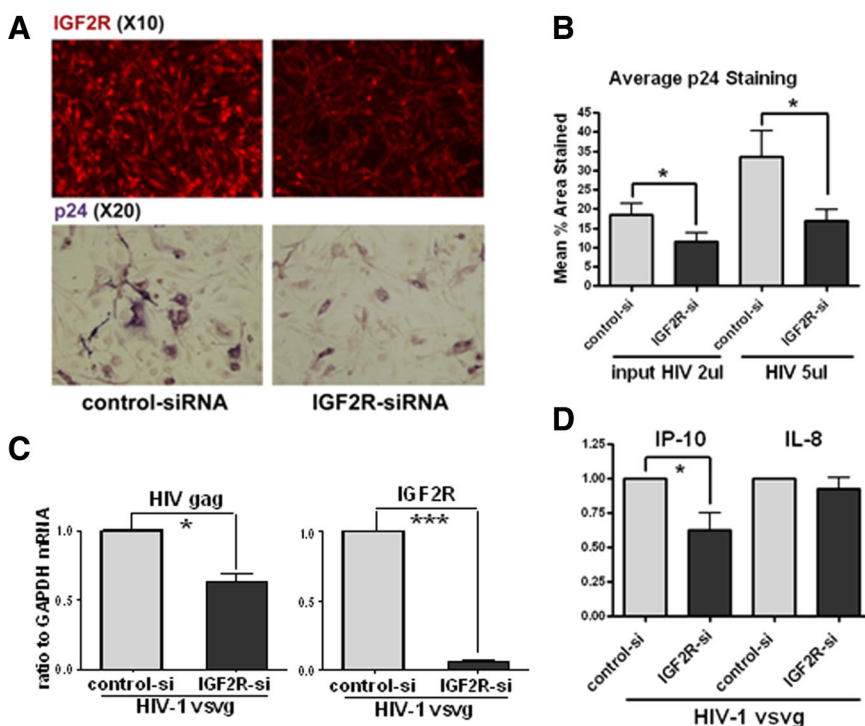 A
IGF2R (X10)
p24 (X20)
control-siRNA
IGF2R-siRNA
B
Average p24 Staining
Mean % Area Stained
45
40
35
30
25
20
15
10
5
0
*
*
control-si
IGF2R-si
control-si
IGF2R-si
input HIV 2ul
HIV 5ul
C
ratio to GAPDH mRNA
HIV gag
*
1.0
0.5
0.0
control-si
IGF2R-si
HIV-1 vsvg
IGF2R
***
1.0
0.5
0.0
control-si
IGF2R-si
HIV-1 vsvg
D
IP-10
IL-8
*
1.25
1.00
0.75
0.50
0.25
0.00
control-si
IGF2R-si
control-si
IGF2R-si
HIV-1 vsvg